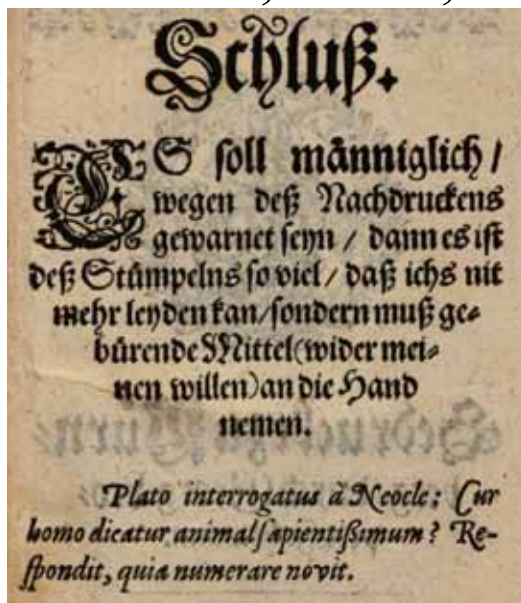 Schluß.
ES soll männiglich /
wegen deß Nachdruckens
gewarnet seyn / dann es ist
deß Stümpelns so viel / daß ichs nit
mehr leyden kan / sondern muß ge-
bürende Mittel (wider mei-
nen willen) an die Hand
nemen.
Plato interrogatus à Neocle: Cur
homo dicatur animal sapientißimum? Re-
spondit, quia numerare novit.